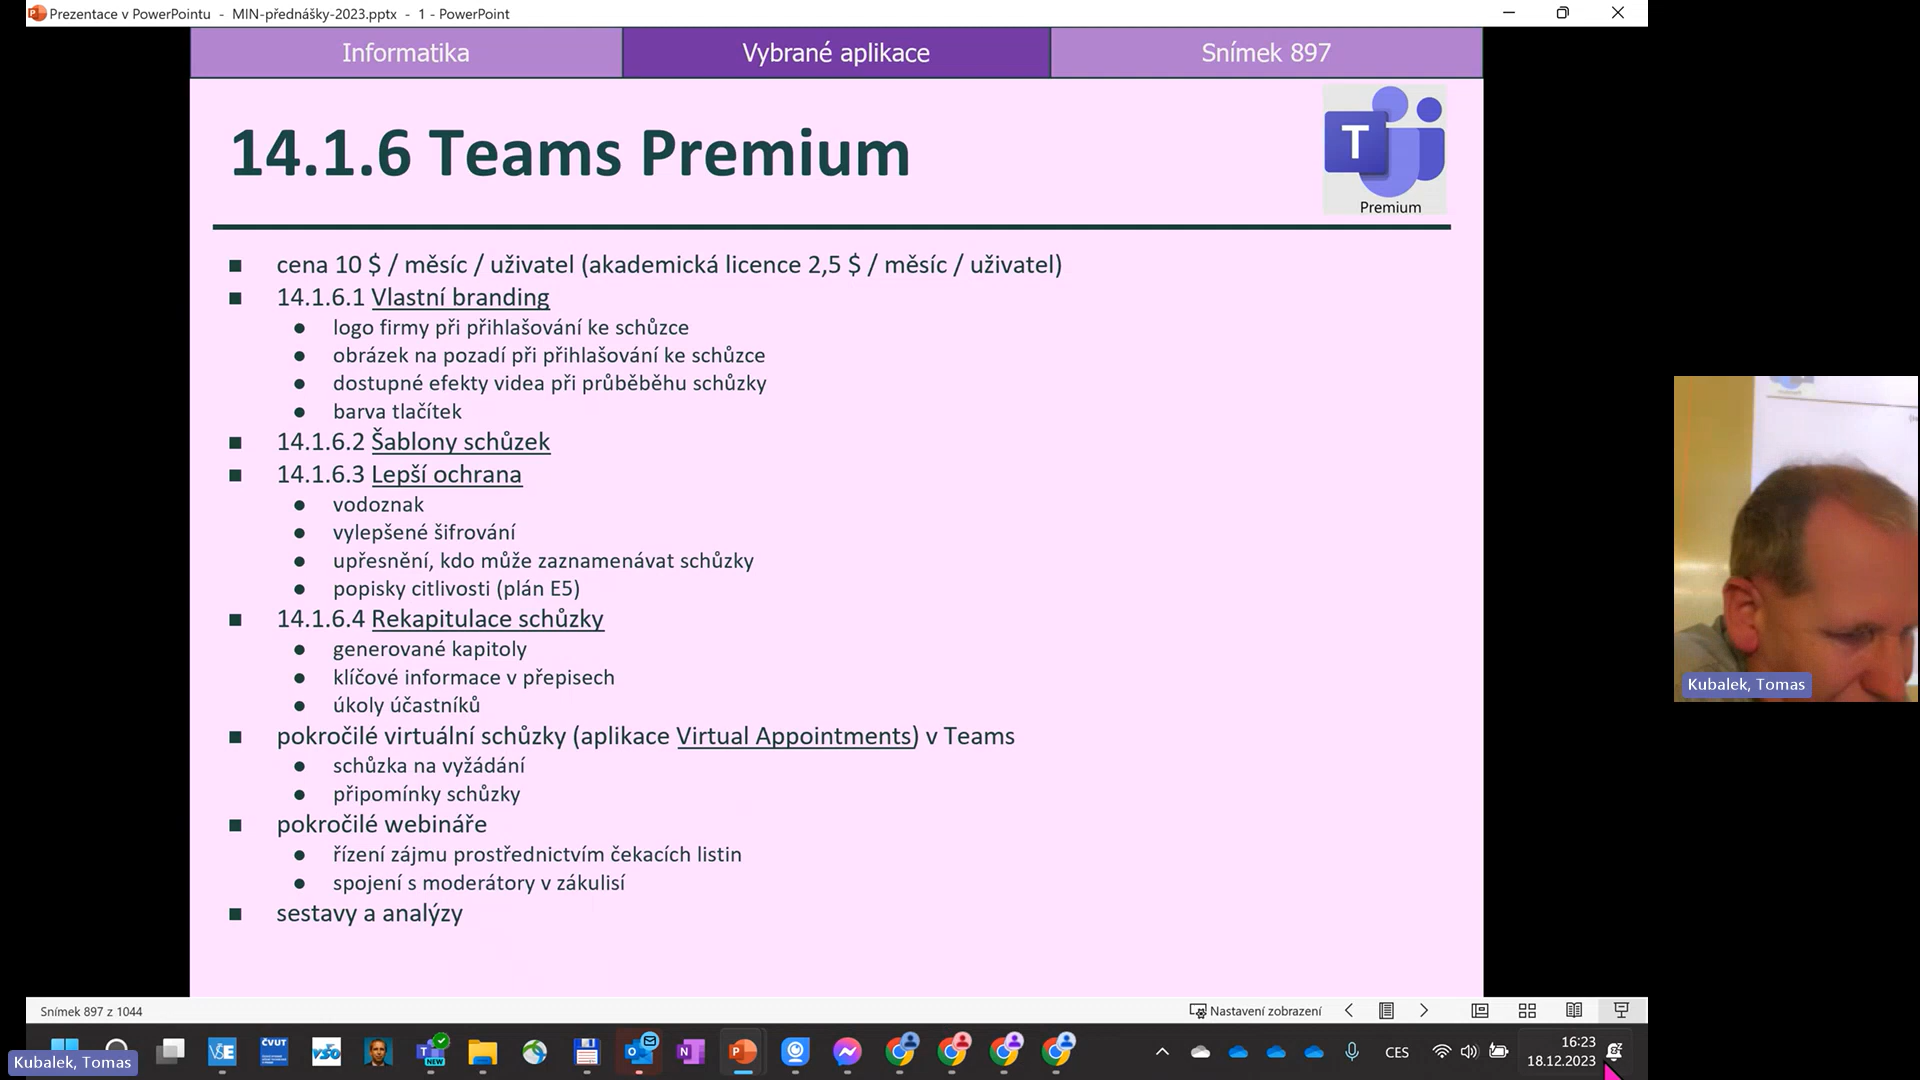 Prezentace v PowerPointu - MIN-přednášky-2023.pptx - 1 - PowerPoint
Informatika
Vybrané aplikace
Snímek 897
14.1.6 Teams Premium
T
Premium
cena 10 $ / měsíc / uživatel (akademická licence 2,5 $ / měsíc / uživatel)
14.1.6.1 Vlastní branding
logo firmy při přihlašování ke schůzce
obrázek na pozadí při přihlašování ke schůzce
dostupné efekty videa při průběběhu schůzky
barva tlačítek
14.1.6.2 Šablony schůzek
14.1.6.3 Lepší ochrana
vodoznak
vylepšené šifrování
upřesnění, kdo může zaznamenávat schůzky
popisky citlivosti (plán E5)
14.1.6.4 Rekapitulace schůzky
generované kapitoly
klíčové informace v přepisech
úkoly účastníků
pokročilé virtuální schůzky (aplikace Virtual Appointments) v Teams
schůzka na vyžádání
připomínky schůzky
pokročilé webináře
řízení zájmu prostřednictvím čekacích listin
spojení s moderátory v zákulisí
sestavy a analýzy
Kubalek, Tomas
Snímek 897 z 1044
Nastavení zobrazení
Kubalek, Tomas
VŠE
ČVUT
VŠO
NEW
CES
16:23
18.12.2023